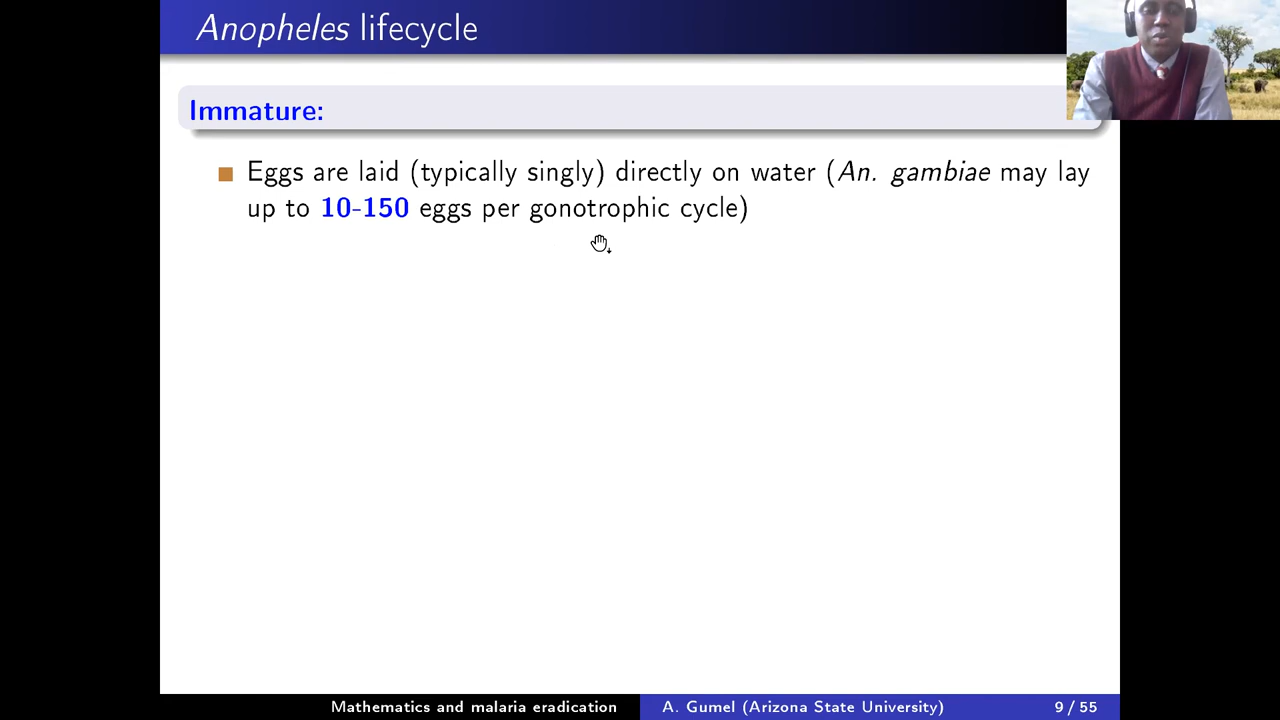 Anopheles lifecycle
Immature:
Eggs are laid (typically singly) directly on water (An. gambiae may lay
up to 10-150 eggs per gonotrophic cycle)
Mathematics and malaria eradication
A. Gumel (Arizona State University)
9 / 55